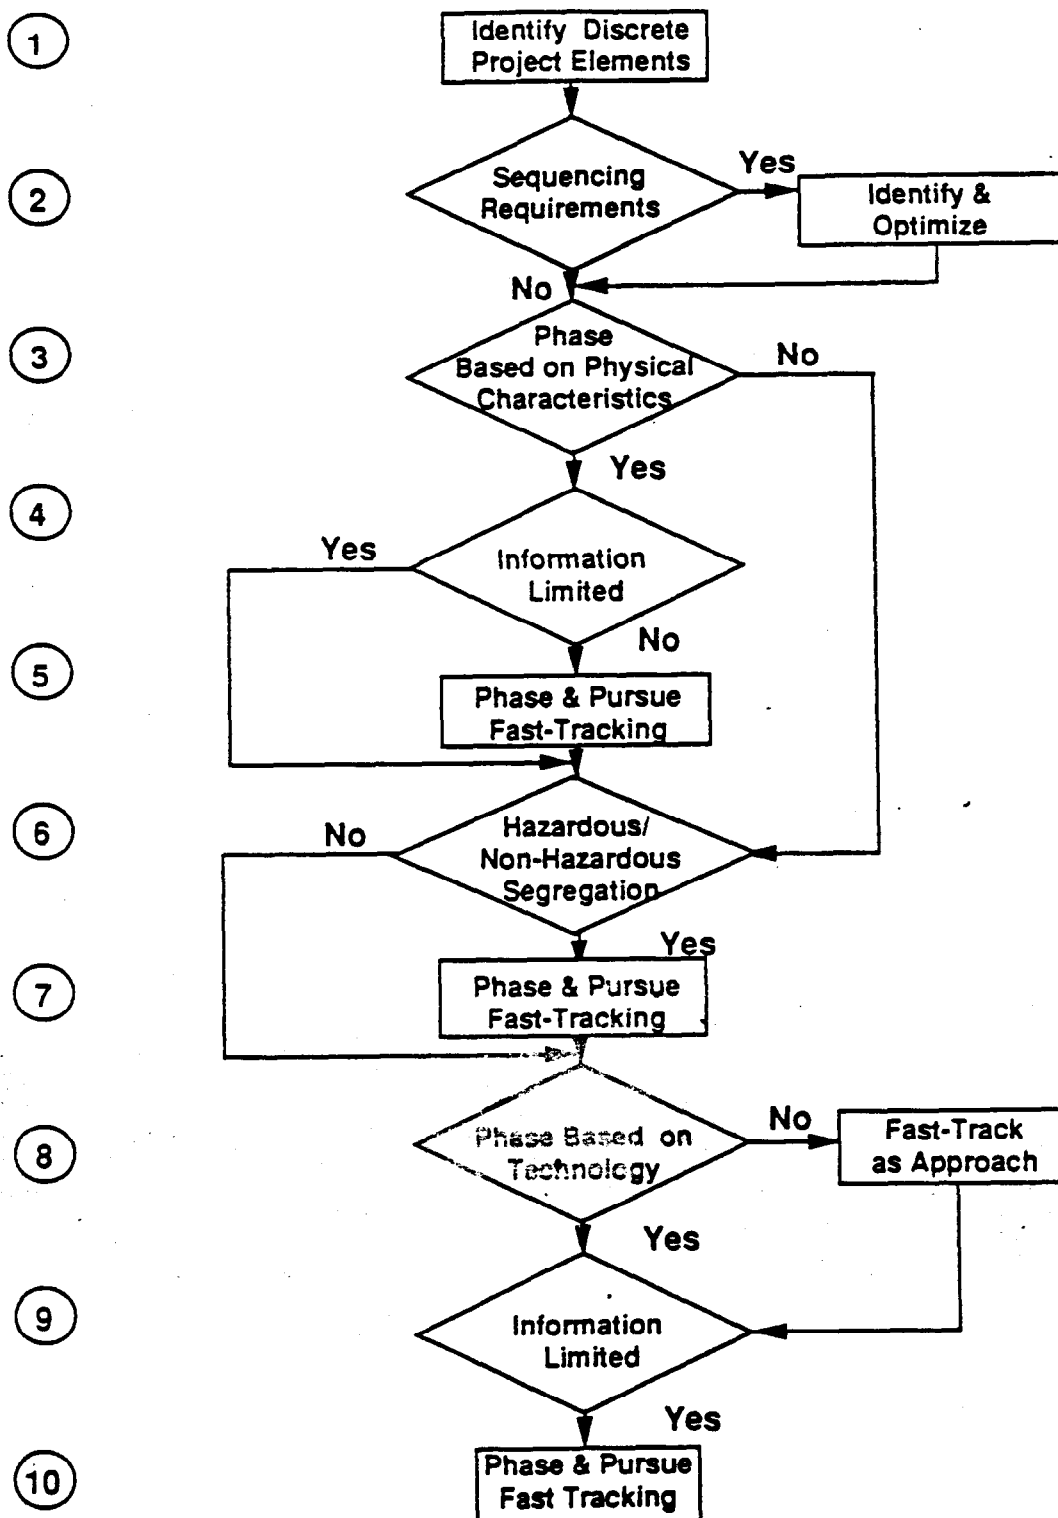 1
Identify Discrete
Project Elements
2
Sequencing
Requirements
Yes
Identify &
Optimize
No
3
Phase
Based on Physical
Characteristics
No
Yes
4
Yes
Information
Limited
No
5
Phase & Pursue
Fast-Tracking
6
No
Hazardous/
Non-Hazardous
Segregation
Yes
7
Phase & Pursue
Fast-Tracking
8
Phase Based on
Technology
No
Fast-Track
as Approach
Yes
9
Information
Limited
Yes
10
Phase & Pursue
Fast Tracking